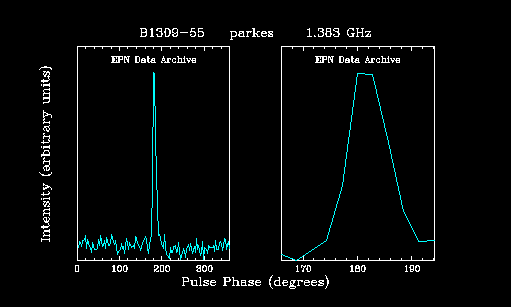 B1309-55 parkes 1.383 GHz
EPN Data Archive EPN Data Archive
Intensity (arbitrary units)
0 100 200 300 170 180 190
Pulse Phase (degrees)